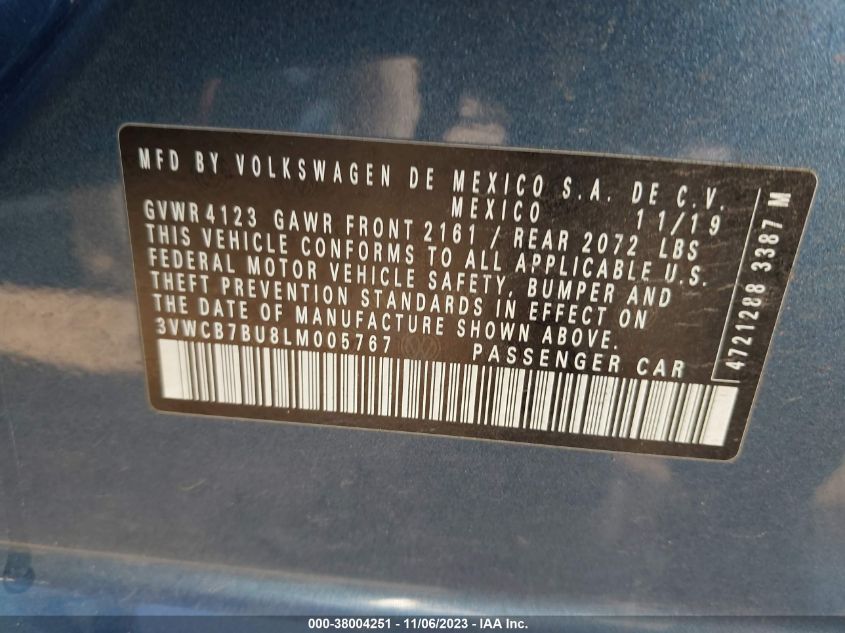 MFD BY VOLKSWAGEN DE MEXICO S.A. DE C.V.
MEXICO 11/19
GVWR 4123 GAWR FRONT 2161 / REAR 2072 LBS
THIS VEHICLE CONFORMS TO ALL APPLICABLE U.S.
FEDERAL MOTOR VEHICLE SAFETY, BUMPER AND
THEFT PREVENTION STANDARDS IN EFFECT ON
THE DATE OF MANUFACTURE SHOWN ABOVE.
3VWCB7BU8LM005767 PASSENGER CAR
4721288 3387 M
000-38004251 - 11/06/2023 - IAA Inc.